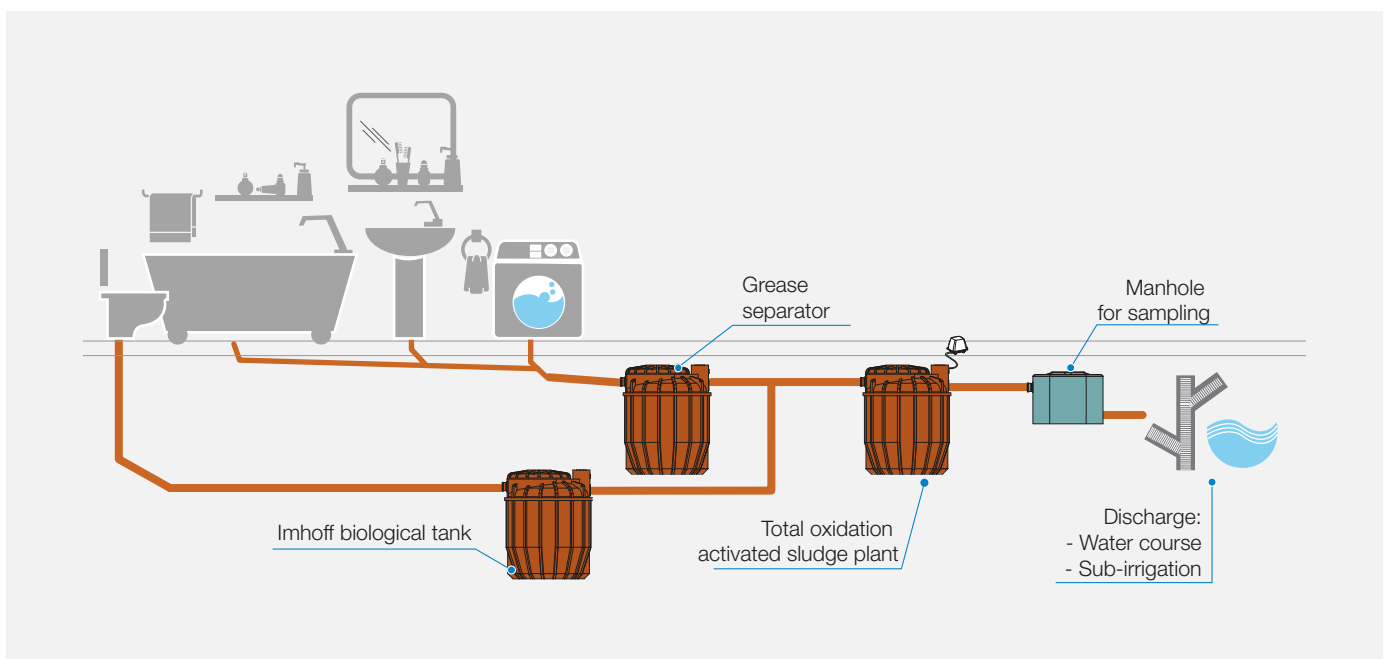 Grease
separator
Manhole
for sampling
Imhoff biological tank
Total oxidation
activated sludge plant
Discharge:
- Water course
- Sub-irrigation